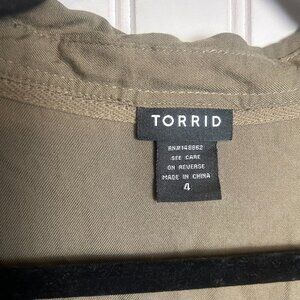 TORRID
RN#148862
SEE CARE
ON REVERSE
MADE IN CHINA
4